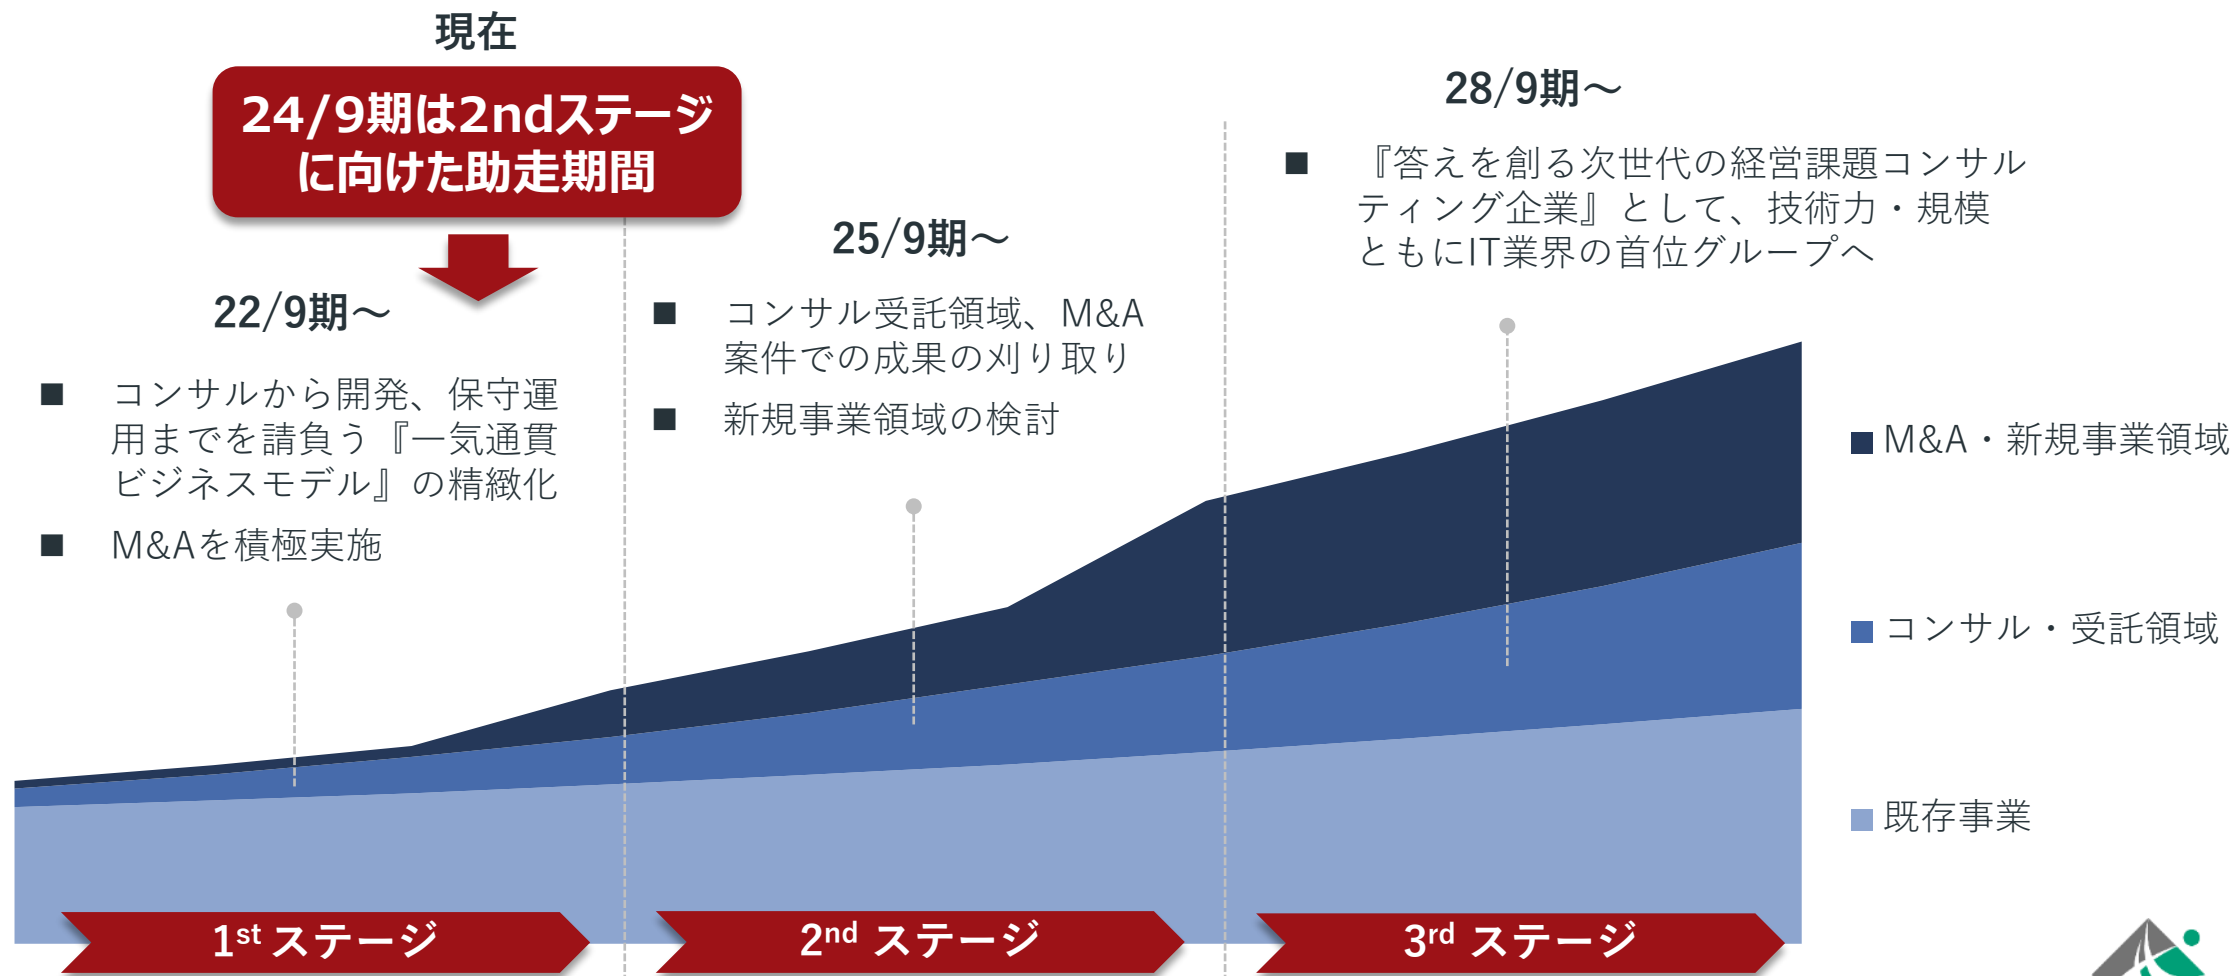 現在
24/9期は2ndステージ
に向けた助走期間
22/9期～
■ コンサルから開発、保守運
用までを請負う『一気通貫
ビジネスモデル』の精緻化
■ M&Aを積極実施
25/9期～
■ コンサル受託領域、M&A
案件での成果の刈り取り
■ 新規事業領域の検討
28/9期～
■ 『答えを創る次世代の経営課題コンサル
ティング企業』として、技術力・規模
ともにIT業界の首位グループへ
M&A・新規事業領域
コンサル・受託領域
既存事業
1st ステージ
2nd ステージ
3rd ステージ